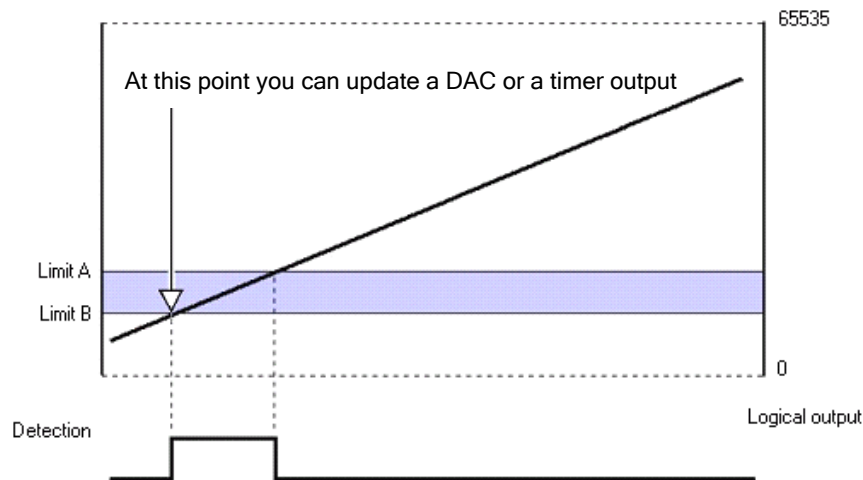 65535
At this point you can update a DAC or a timer output
Limit A
Limit B
0
Logical output
Detection